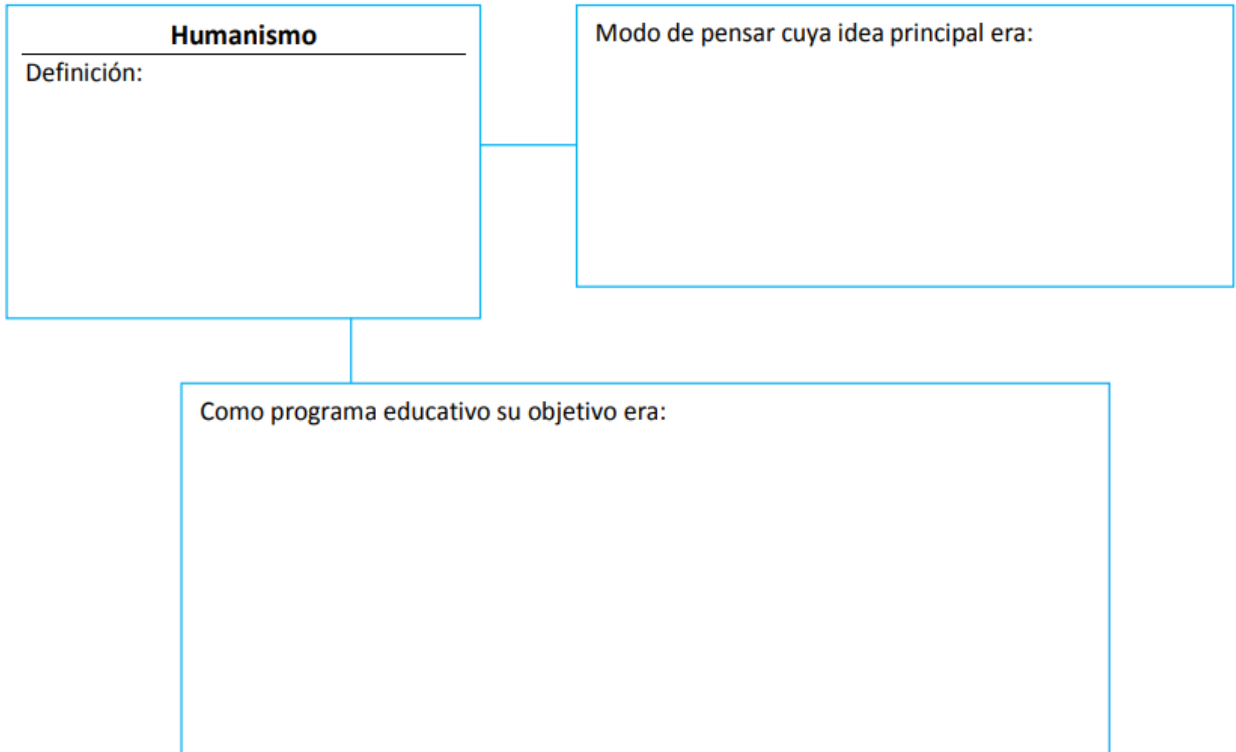 Humanismo
Definición:
Modo de pensar cuya idea principal era:
Como programa educativo su objetivo era: